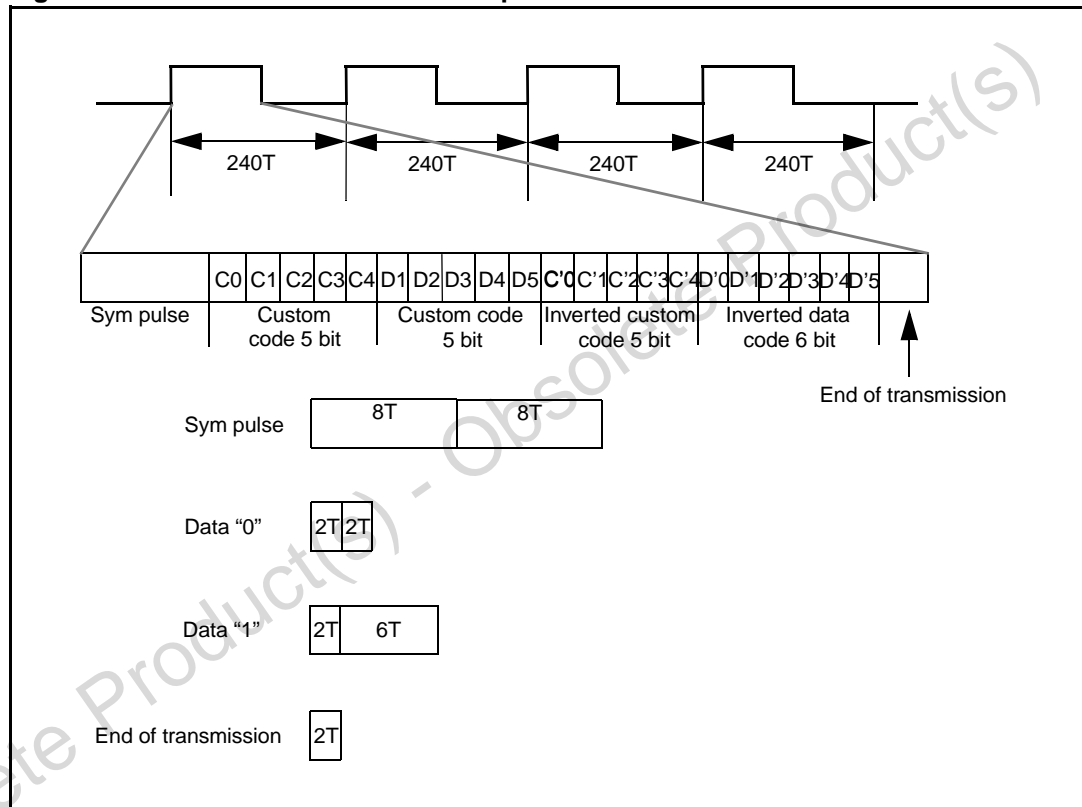 240T 240T 240T 240T
C0 C1 C2 C3 C4 D1 D2 D3 D4 D5 C'0 C'1 C'2 C'3 C'4 D'0 D'1 D'2 D'3 D'4 D'5
Sym pulse
Custom
code 5 bit
Custom code
5 bit
Inverted custom
code 5 bit
Inverted data
code 6 bit
End of transmission
Sym pulse 8T 8T
Data “0” 2T 2T
Data “1” 2T 6T
End of transmission 2T
ete Product(s) - Obsolete Product(s)